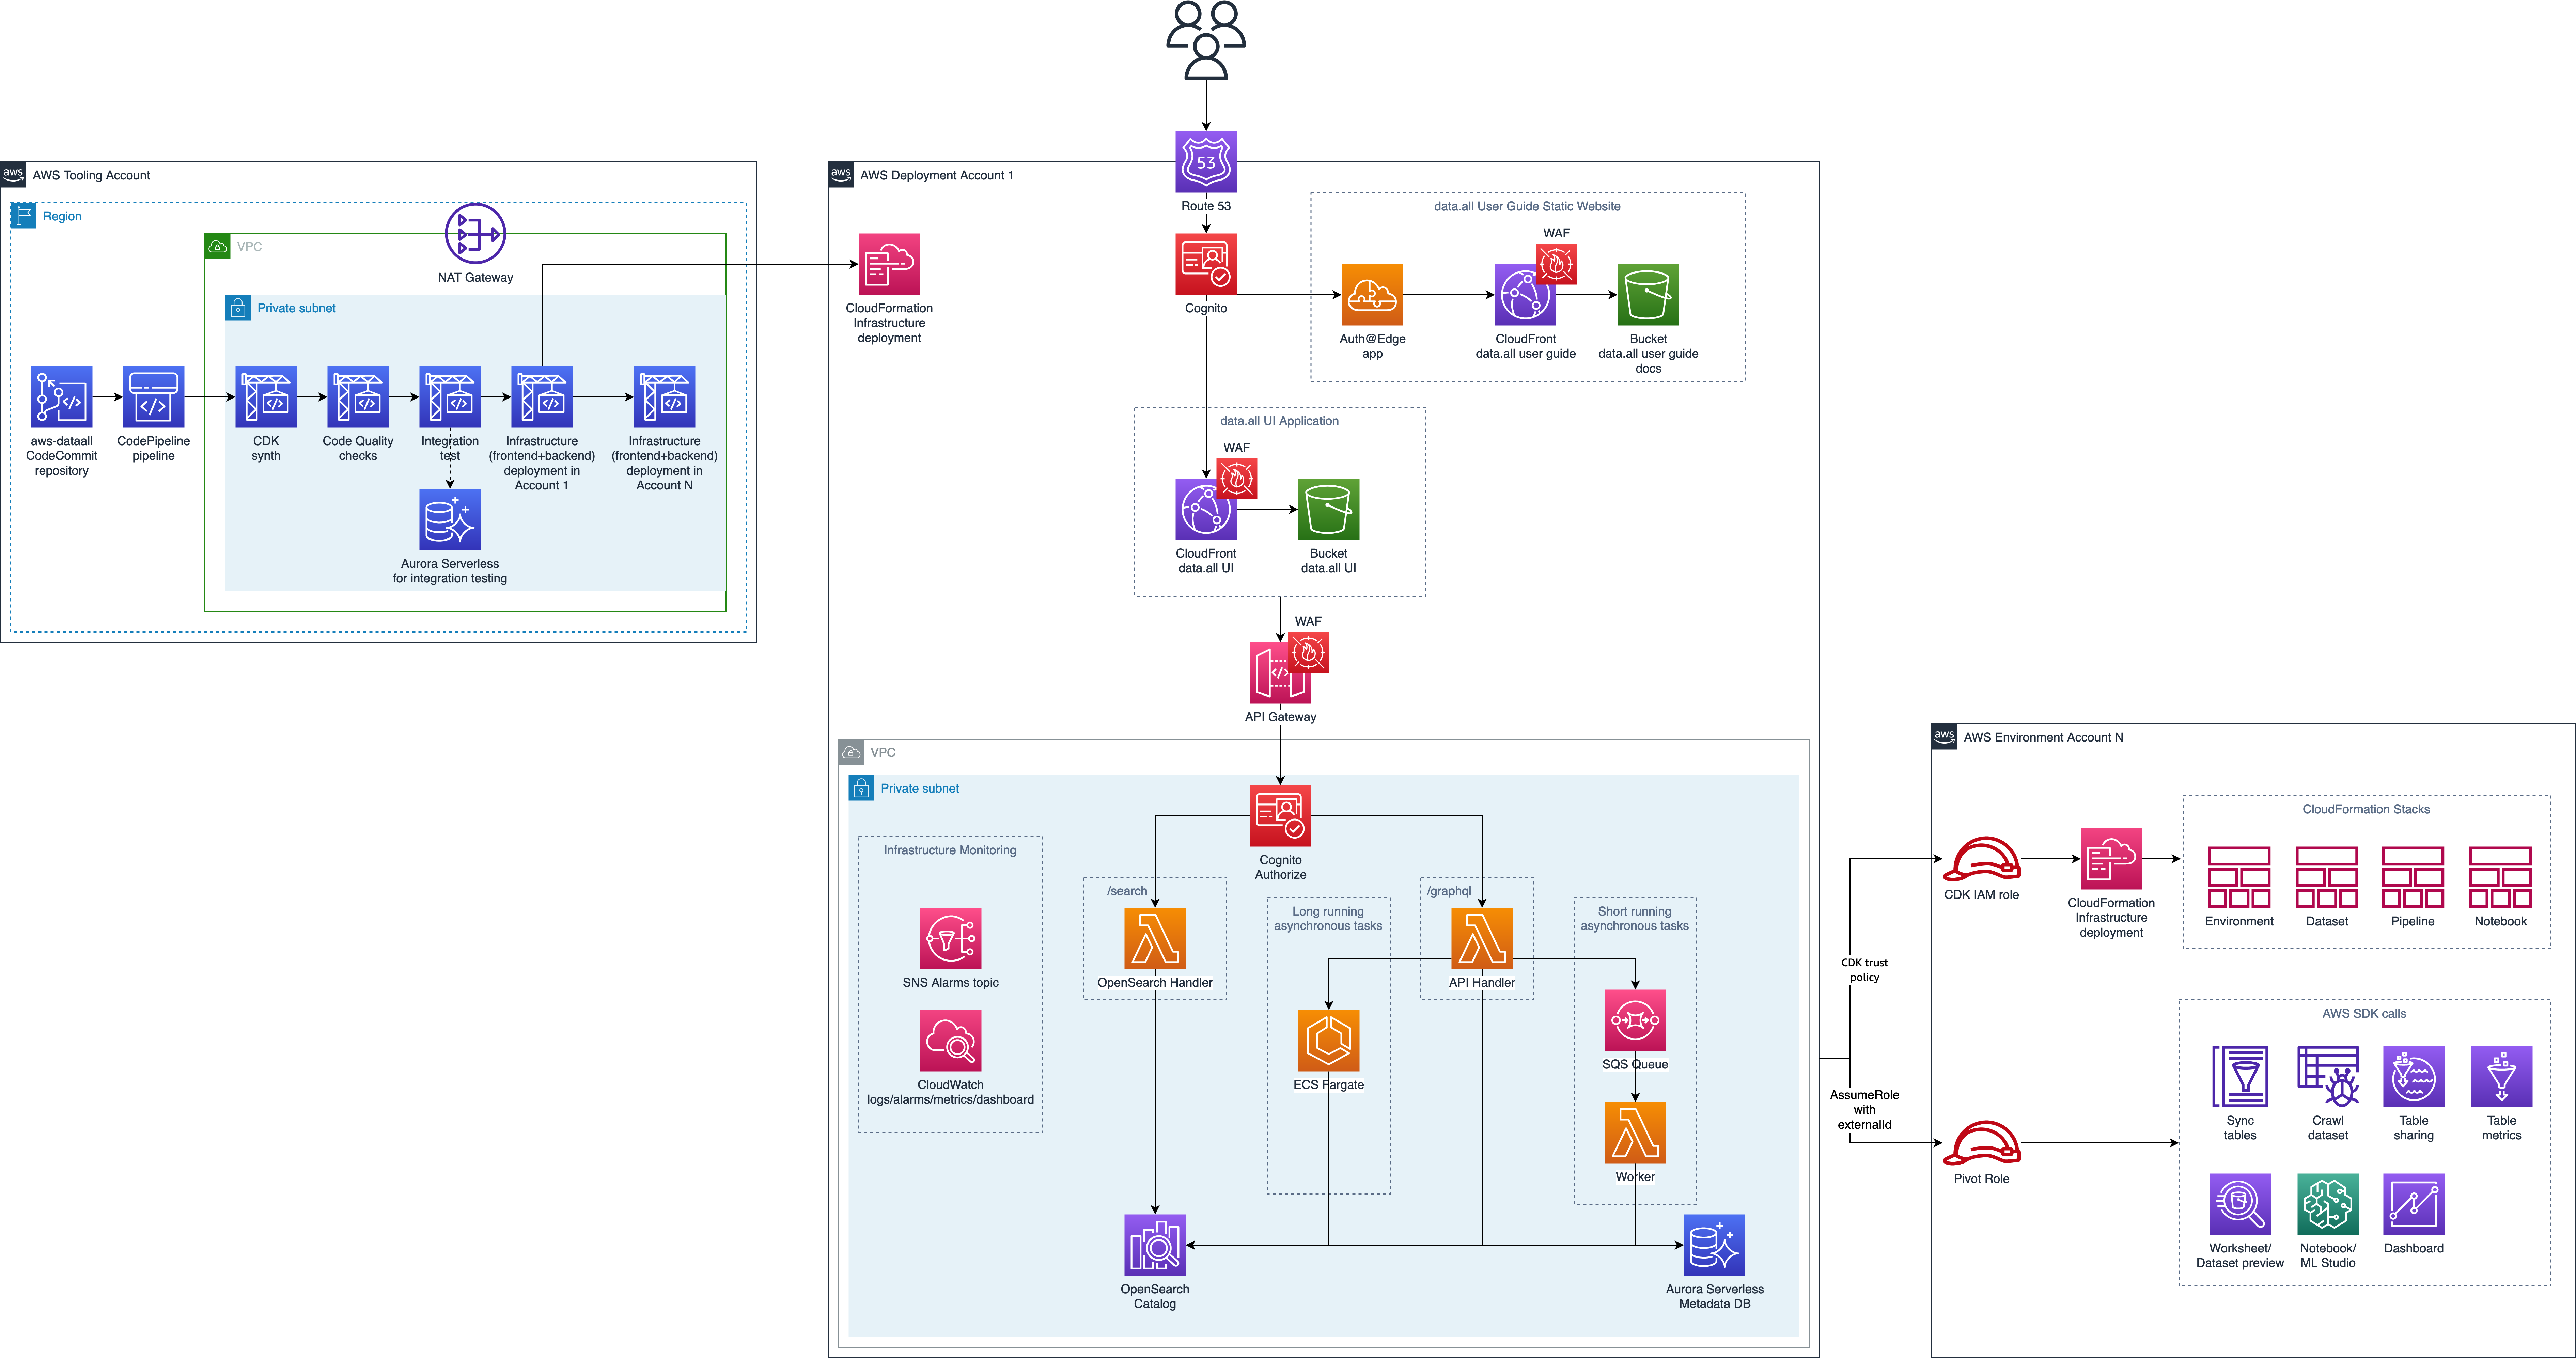 aws
AWS Tooling Account
Region
VPC
NAT Gateway
Private subnet
aws-dataall
CodeCommit
repository
CodePipeline
pipeline
CDK
synth
Code Quality
checks
Integration
test
Infrastructure
(frontend+backend)
deployment in
Account 1
Infrastructure
(frontend+backend)
deployment in
Account N
Aurora Serverless
for integration testing
aws
AWS Deployment Account 1
53
Route 53
CloudFormation
Infrastructure
deployment
Cognito
data.all User Guide Static Website
WAF
Auth@Edge
app
CloudFront
data.all user guide
Bucket
data.all user guide
docs
data.all UI Application
WAF
CloudFront
data.all UI
Bucket
data.all UI
WAF
API Gateway
VPC
Private subnet
Cognito
Authorize
Infrastructure Monitoring
SNS Alarms topic
CloudWatch
logs/alarms/metrics/dashboard
/search
OpenSearch Handler
Long running
asynchronous tasks
ECS Fargate
/graphql
API Handler
Short running
asynchronous tasks
SQS Queue
Worker
OpenSearch
Catalog
Aurora Serverless
Metadata DB
CDK trust
policy
AssumeRole
with
externalId
aws
AWS Environment Account N
CDK IAM role
CloudFormation
Infrastructure
deployment
CloudFormation Stacks
Environment
Dataset
Pipeline
Notebook
Pivot Role
AWS SDK calls
Sync
tables
Crawl
dataset
Table
sharing
Table
metrics
Worksheet/
Dataset preview
Notebook/
ML Studio
Dashboard